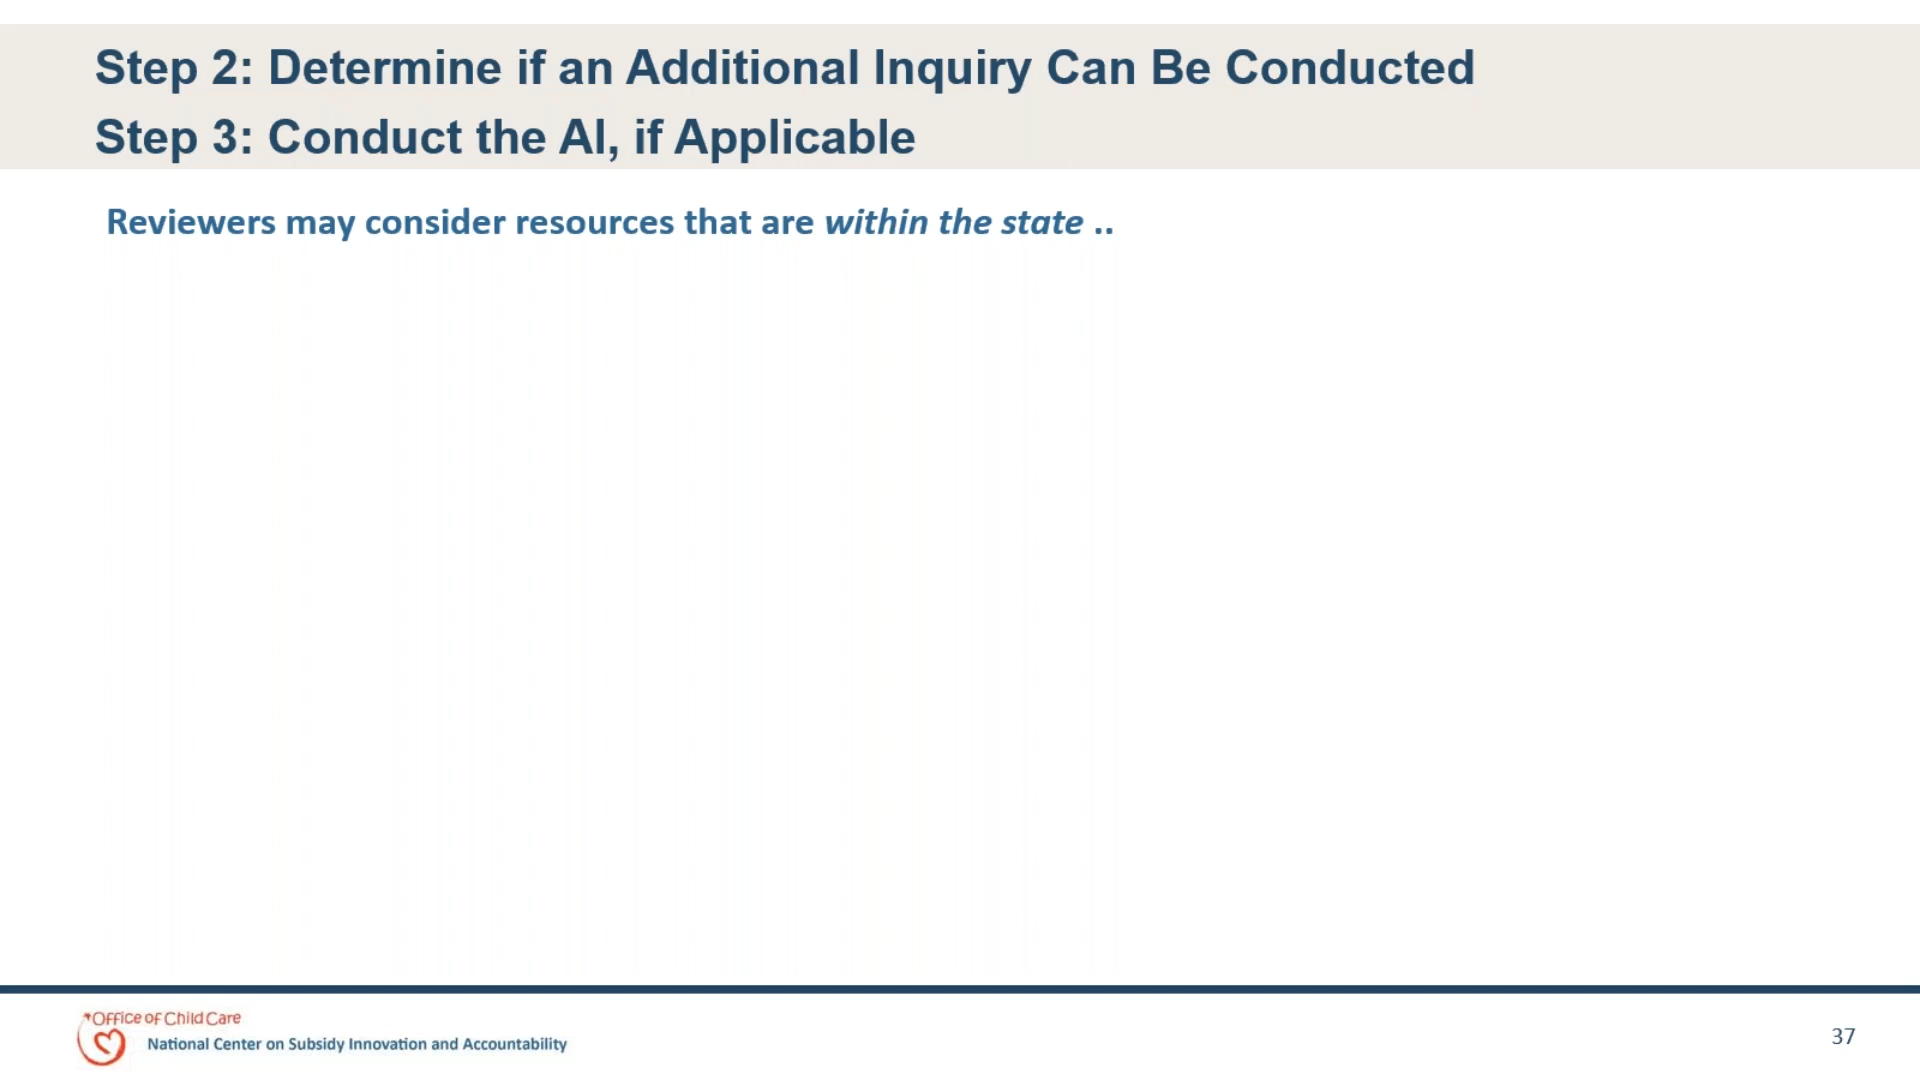 Step 2: Determine if an Additional Inquiry Can Be Conducted
Step 3: Conduct the AI, if Applicable
Reviewers may consider resources that are within the state ..
Office of Child Care
National Center on Subsidy Innovation and Accountability
37